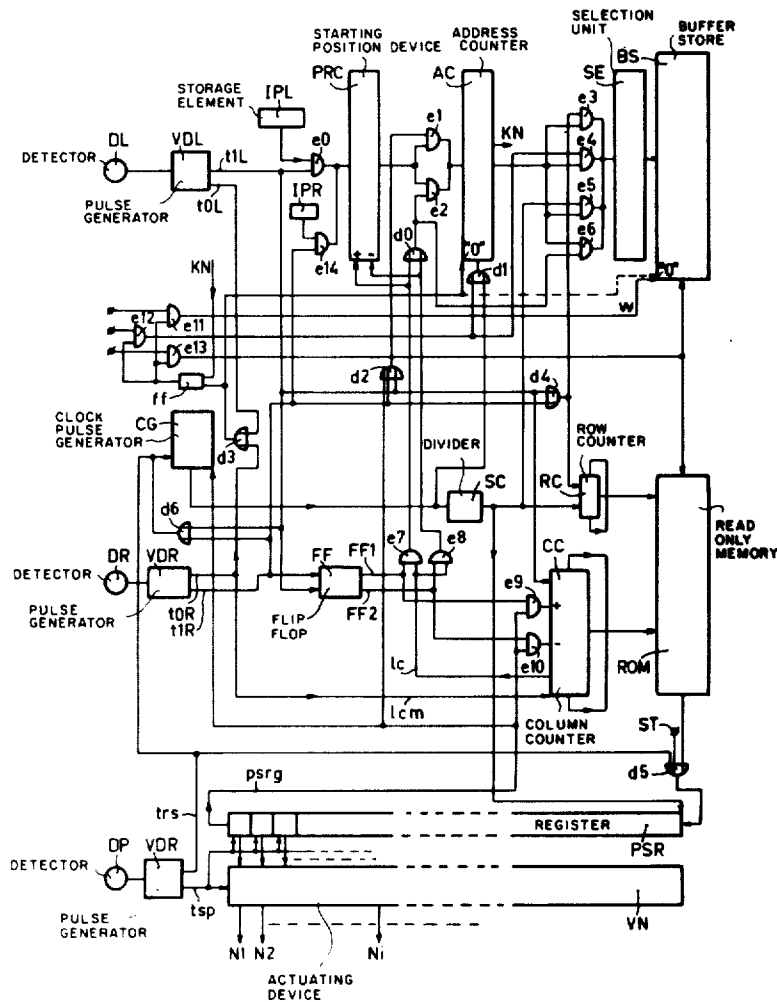 STARTING
POSITION DEVICE
PRC
ADDRESS
COUNTER
AC
SELECTION
UNIT
SE
BS
BUFFER
STORE
STORAGE
ELEMENT
IPL
e0
e1
KN
e3
DL
VDL
t1L
DETECTOR
e4
t0L
PULSE
GENERATOR
IPR
e2
e5
e14
d0
e6
KN
+ -
"0"
d1
"0"
w
e12
e11
e13
ff
d2
d4
CLOCK
PULSE
GENERATOR
CG
d3
DIVIDER
SC
ROW
COUNTER
RC
d6
READ
ONLY
MEMORY
FF
FF1
e7
e8
CC
DR
VDR
DETECTOR
e9
+
t0R
t1R
FF2
PULSE
GENERATOR
FLIP
FLOP
-
e10
lc
ROM
lcm
COLUMN
COUNTER
ST
d5
psrg
trs
REGISTER
PSR
DP
VDR
DETECTOR
tsp
VN
PULSE
GENERATOR
N1 N2 Ni
ACTUATING
DEVICE